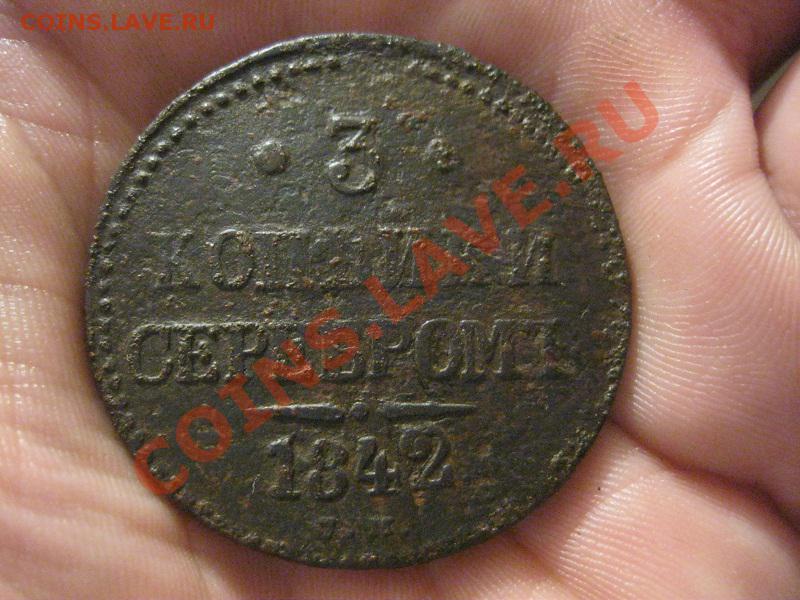 COINS.LAVE.RU
3
КОПѢЙКИ
СЕРЕБРОМЪ
1842
COINS.LAVE.RU